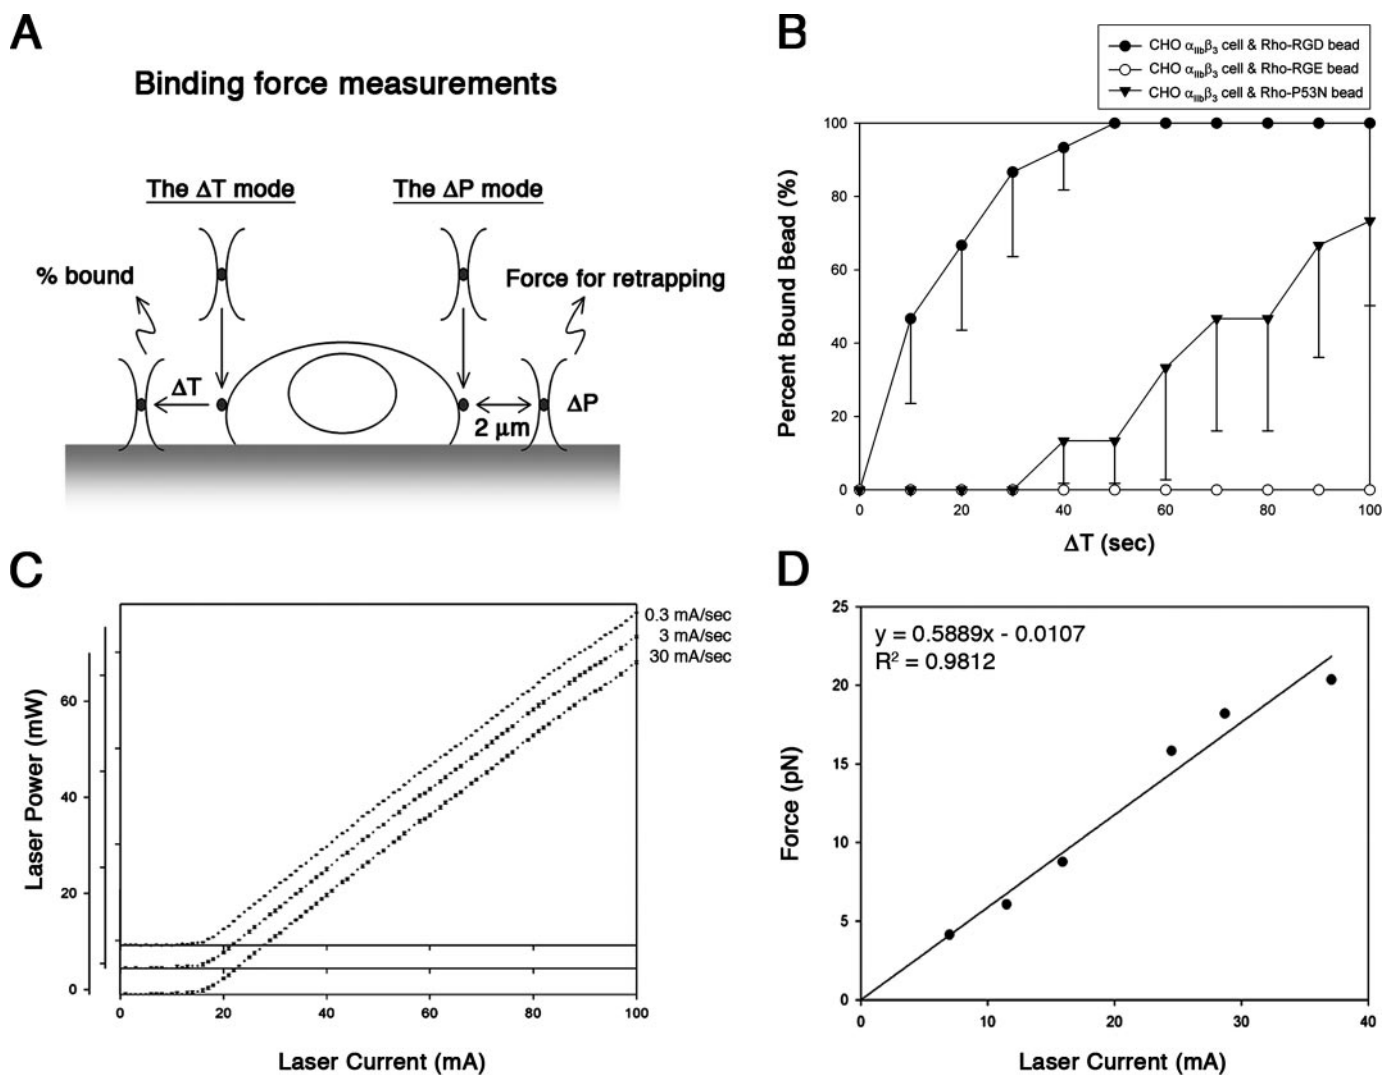 A
Binding force measurements
The ΔT mode
The ΔP mode
% bound
Force for retrapping
ΔT
2 μm
ΔP
B
CHO αIIbβ3 cell & Rho-RGD bead
CHO αIIbβ3 cell & Rho-RGE bead
CHO αIIbβ3 cell & Rho-P53N bead
Percent Bound Bead (%)
100
80
60
40
20
0
0 20 40 60 80 100
ΔT (sec)
C
0.3 mA/sec
3 mA/sec
30 mA/sec
Laser Power (mW)
60
40
20
0
0 20 40 60 80 100
Laser Current (mA)
D
y = 0.5889x - 0.0107
R² = 0.9812
Force (pN)
25
20
15
10
5
0
0 10 20 30 40
Laser Current (mA)